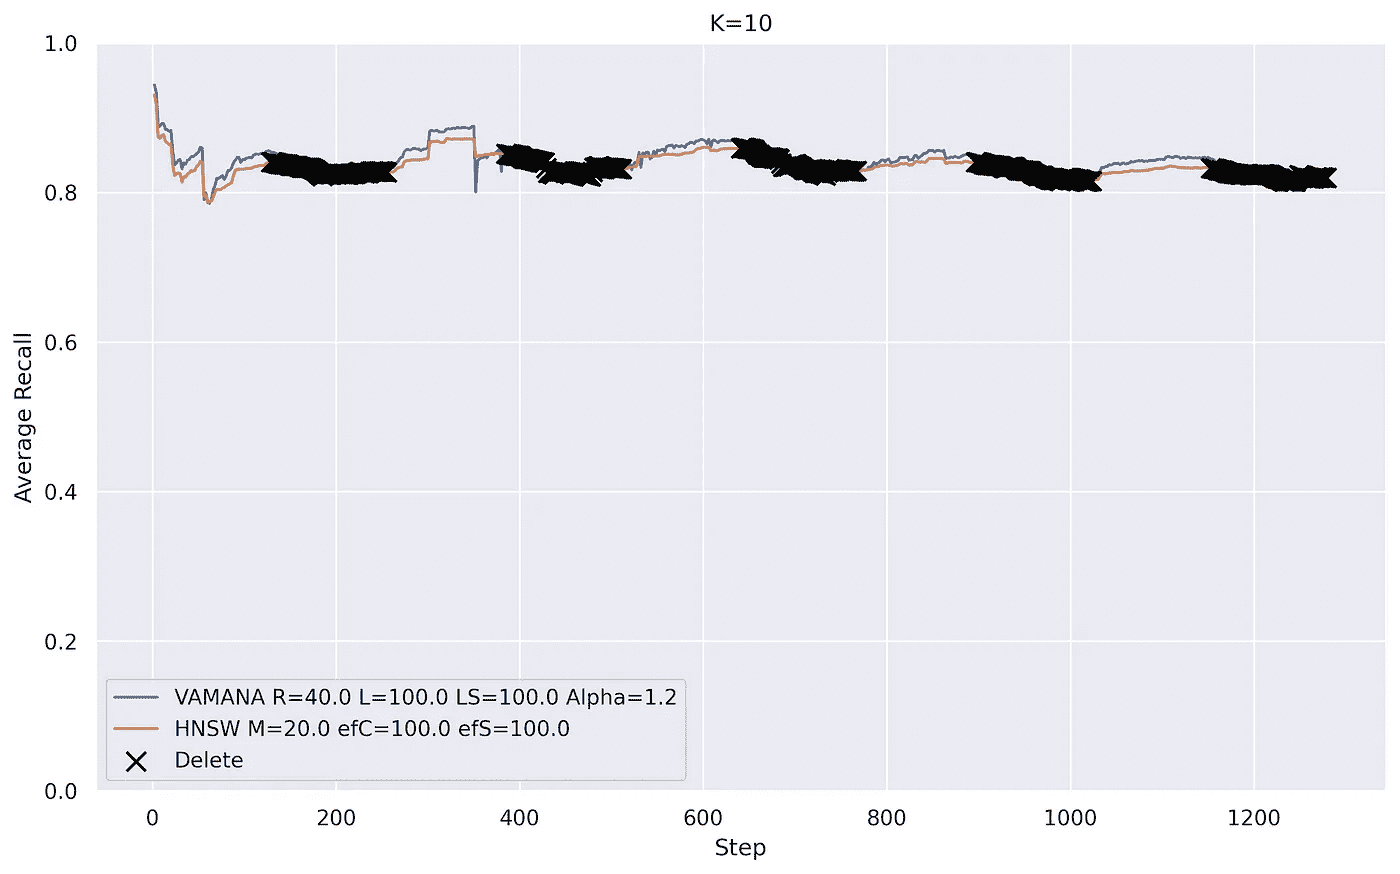 K=10
1.0
0.8
0.6
0.4
0.2
0.0
Average Recall
VAMANA R=40.0 L=100.0 LS=100.0 Alpha=1.2
HNSW M=20.0 efC=100.0 efS=100.0
Delete
0 200 400 600 800 1000 1200
Step